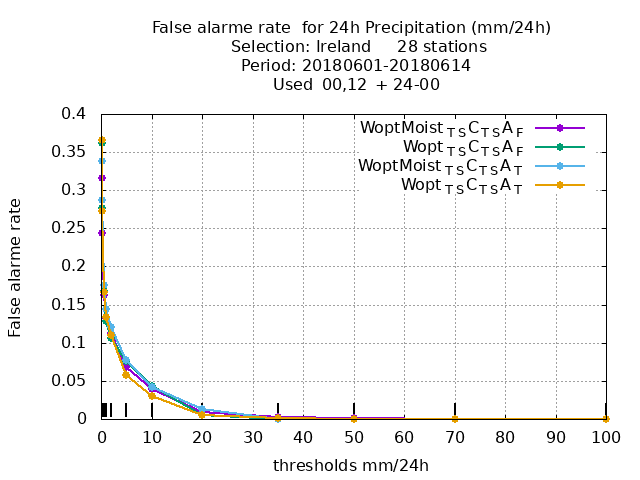 False alarme rate  for 24h Precipitation (mm/24h)
Selection: Ireland     28 stations
Period: 20180601-20180614
Used  00,12  + 24-00
WoptMoist TS C TS A F
Wopt TS C TS A F
WoptMoist TS C TS A T
Wopt TS C TS A T
0.4
0.35
0.3
0.25
0.2
0.15
0.1
0.05
0
False alarme rate
0 10 20 30 40 50 60 70 80 90 100
thresholds mm/24h